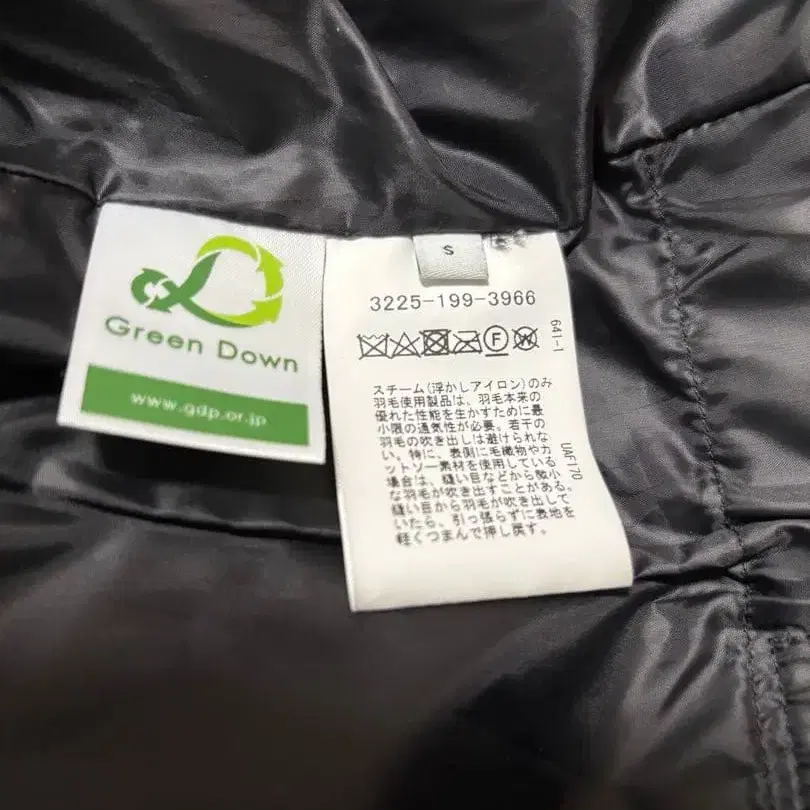 Green Down
www.gdp.or.jp
S
3225-199-3966
641-1
F
W
スチーム(浮かしアイロン)のみ
羽毛使用製品は、羽毛本来の
優れた性能を生かすために最
小限の通気性が必要。若干の
羽毛の吹き出しは避けられな
い。特に、表側に毛織物やカ
ットソー素材を使用している
場合は、縫い目などから微小
な羽毛が吹き出すことがある。
縫い目から羽毛が吹き出して
いたら、引っ張らずに表地を
軽くつまんで押し戻す。
UAF170